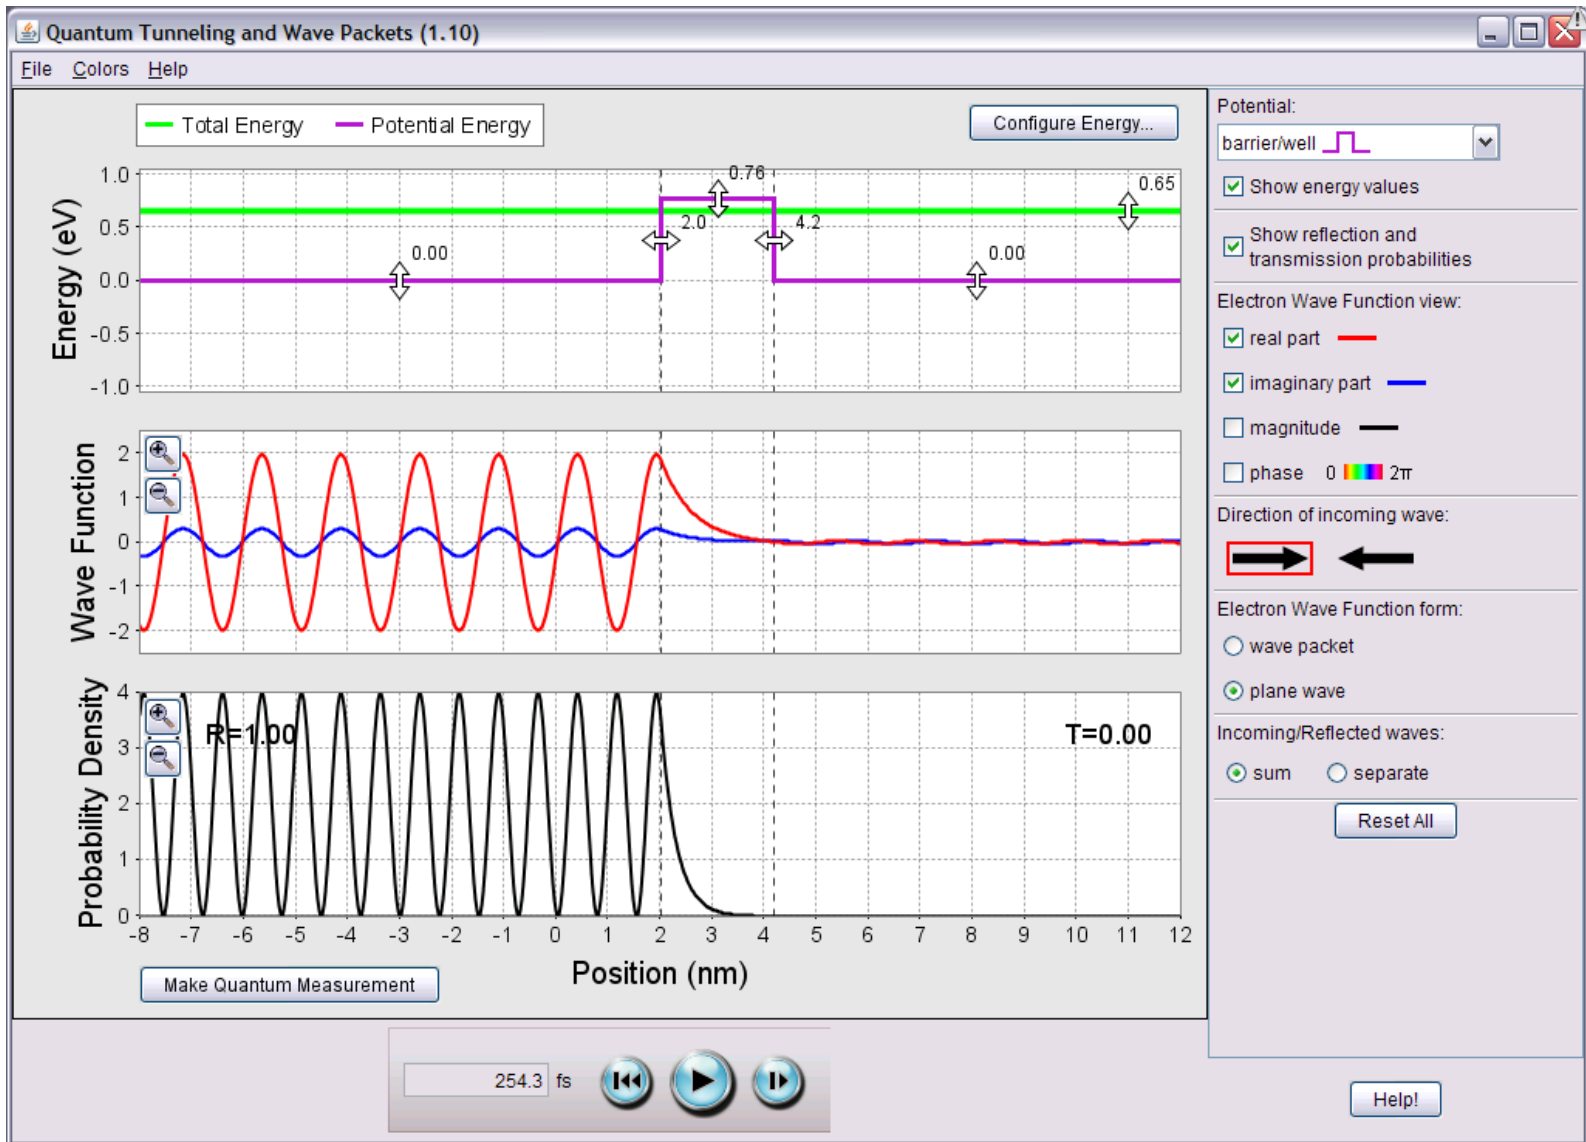 Quantum Tunneling and Wave Packets (1.10)
File Colors Help
Total Energy Potential Energy
Configure Energy...
Energy (eV)
1.0
0.5
0.0
-0.5
-1.0
0.76
0.65
2.0
4.2
0.00
0.00
Wave Function
2
1
0
-1
-2
Probability Density
4
3
2
1
0
R=1.00
T=0.00
-8 -7 -6 -5 -4 -3 -2 -1 0 1 2 3 4 5 6 7 8 9 10 11 12
Position (nm)
Make Quantum Measurement
254.3 fs
Potential:
barrier/well
Show energy values
Show reflection and
transmission probabilities
Electron Wave Function view:
real part
imaginary part
magnitude
phase 0 2π
Direction of incoming wave:
Electron Wave Function form:
wave packet
plane wave
Incoming/Reflected waves:
sum separate
Reset All
Help!